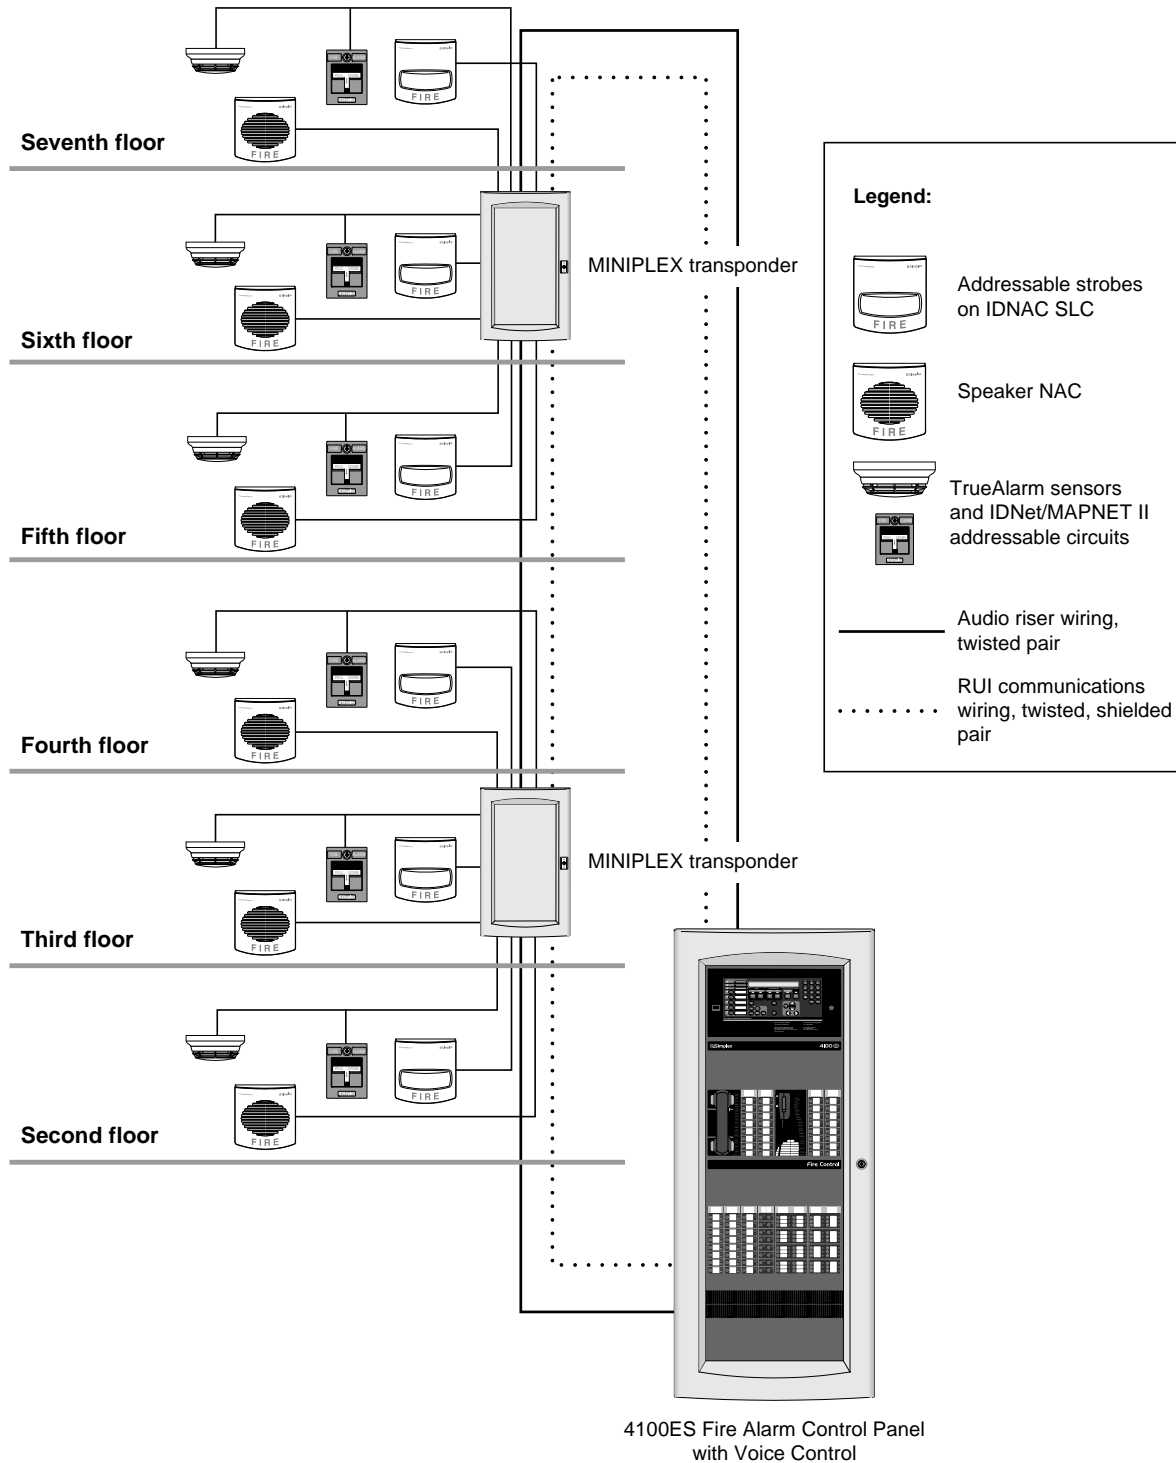 FIRE
FIRE
Seventh floor
FIRE
MINIPLEX transponder
FIRE
Sixth floor
FIRE
FIRE
Fifth floor
Legend:
FIRE
Addressable strobes
on IDNAC SLC
FIRE
Speaker NAC
TrueAlarm sensors
and IDNet/MAPNET II
addressable circuits
Audio riser wiring,
twisted pair
RUI communications
wiring, twisted, shielded
pair
FIRE
FIRE
Fourth floor
FIRE
MINIPLEX transponder
FIRE
Third floor
FIRE
FIRE
Second floor
Simplex
4100
Fire Control
4100ES Fire Alarm Control Panel
with Voice Control